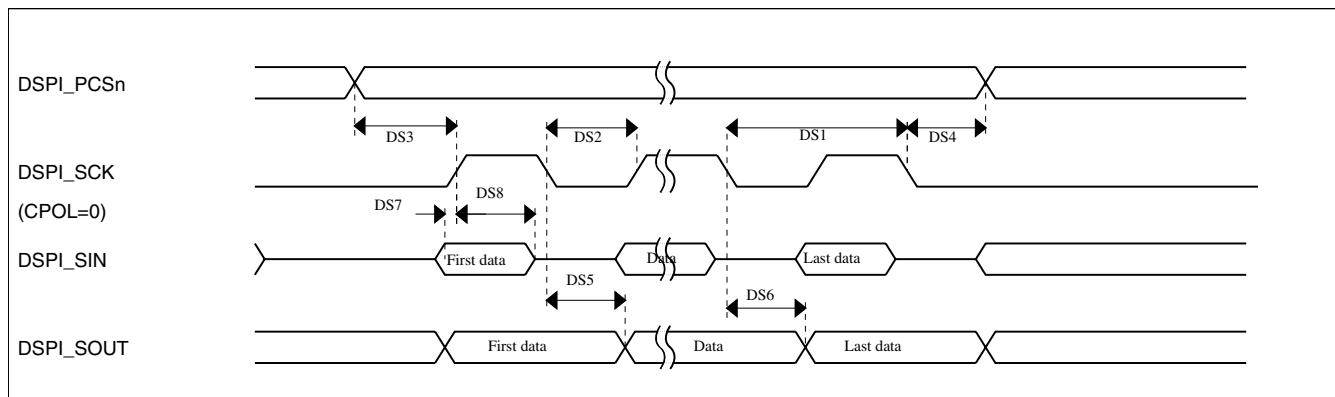 DSPI_PCSn
DS3
DS2
DS1
DS4
DSPI_SCK
(CPOL=0)
DS7
DS8
DSPI_SIN
First data
Data
Last data
DS5
DS6
DSPI_SOUT
First data
Data
Last data